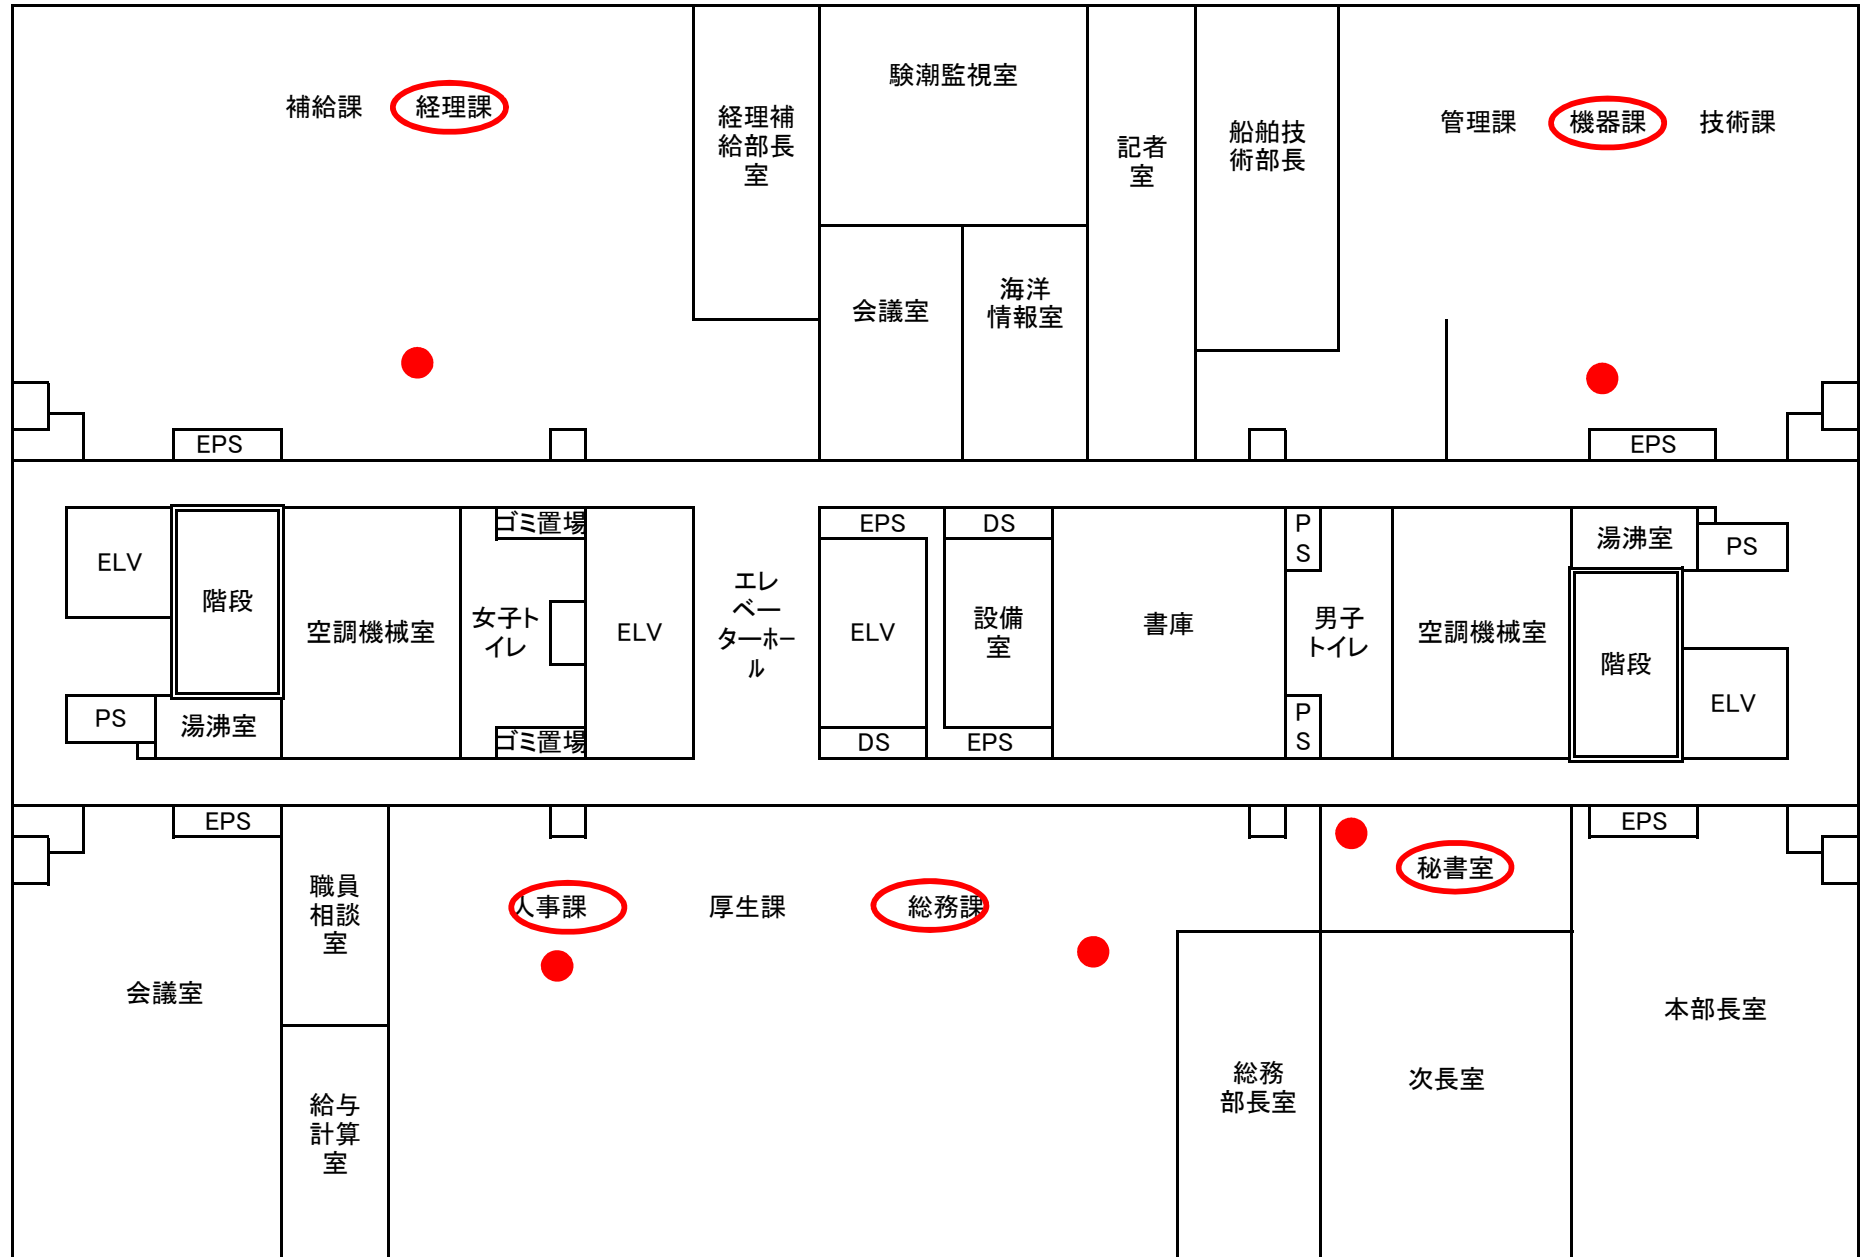 補給課
経理課
経理補
給部長
室
験潮監視室
会議室
海洋
情報室
記者
室
船舶技
術部長
管理課
機器課
技術課
EPS
EPS
ELV
階段
PS
湯沸室
空調機械室
女子ト
イレ
ゴミ置場
ゴミ置場
ELV
エレ
ベー
ターホー
ル
EPS
ELV
DS
DS
設備
室
EPS
書庫
P
S
P
S
男子
トイレ
空調機械室
湯沸室
PS
階段
ELV
EPS
会議室
職員
相談
室
給与
計算
室
人事課
厚生課
総務課
総務
部長室
秘書室
次長室
EPS
本部長室